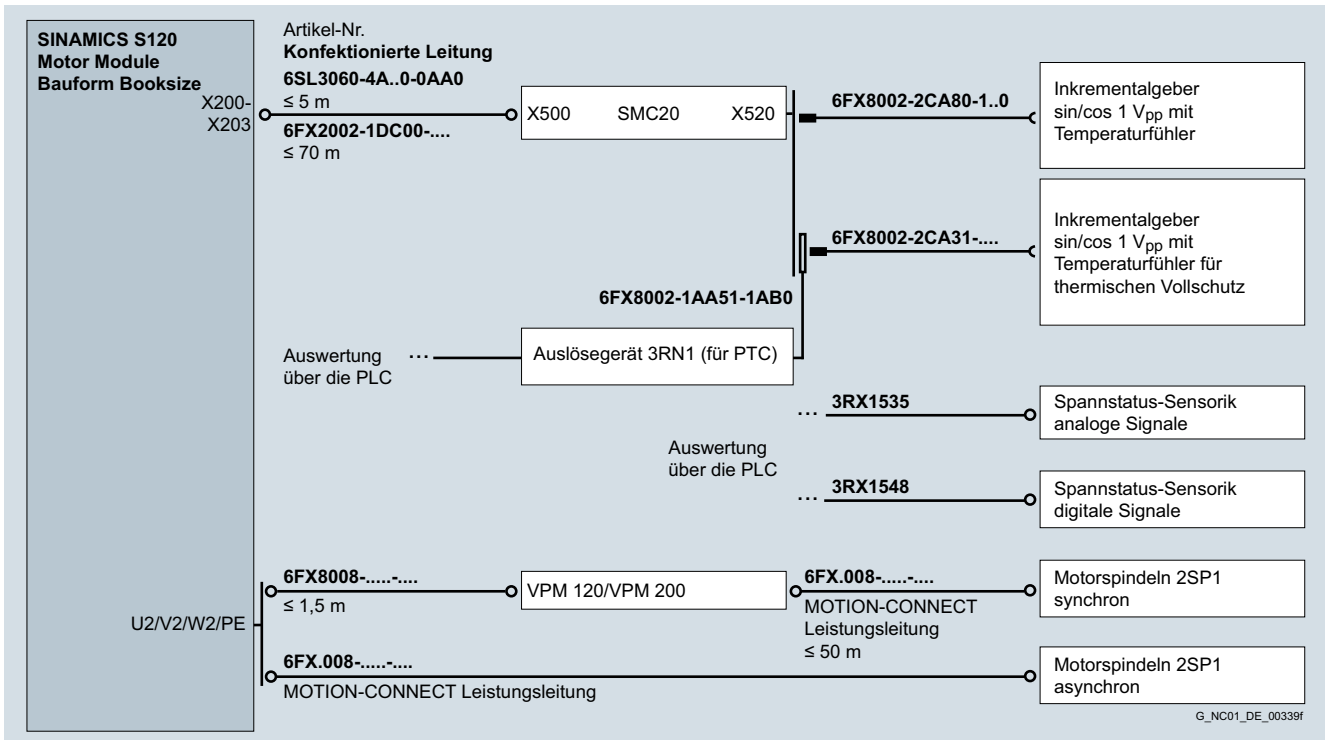 SINAMICS S120
Motor Module
Bauform Booksize
X200-
X203
Artikel-Nr.
Konfektionierte Leitung
6SL3060-4A..0-0AA0
≤ 5 m
6FX2002-1DC00-....
≤ 70 m
X500 SMC20 X520
6FX8002-2CA80-1..0
Inkrementalgeber
sin/cos 1 Vpp mit
Temperaturfühler
6FX8002-2CA31-....
Inkrementalgeber
sin/cos 1 Vpp mit
Temperaturfühler für
thermischen Vollschutz
6FX8002-1AA51-1AB0
Auswertung ...
über die PLC
Auslösegerät 3RN1 (für PTC)
... 3RX1535
Spannstatus-Sensorik
analoge Signale
Auswertung
über die PLC
... 3RX1548
Spannstatus-Sensorik
digitale Signale
U2/V2/W2/PE
6FX8008-.....-....
≤ 1,5 m
VPM 120/VPM 200
6FX.008-.....-....
MOTION-CONNECT
Leistungsleitung
≤ 50 m
Motorspindeln 2SP1
synchron
6FX.008-.....-....
MOTION-CONNECT Leistungsleitung
Motorspindeln 2SP1
asynchron
G_NC01_DE_00339f